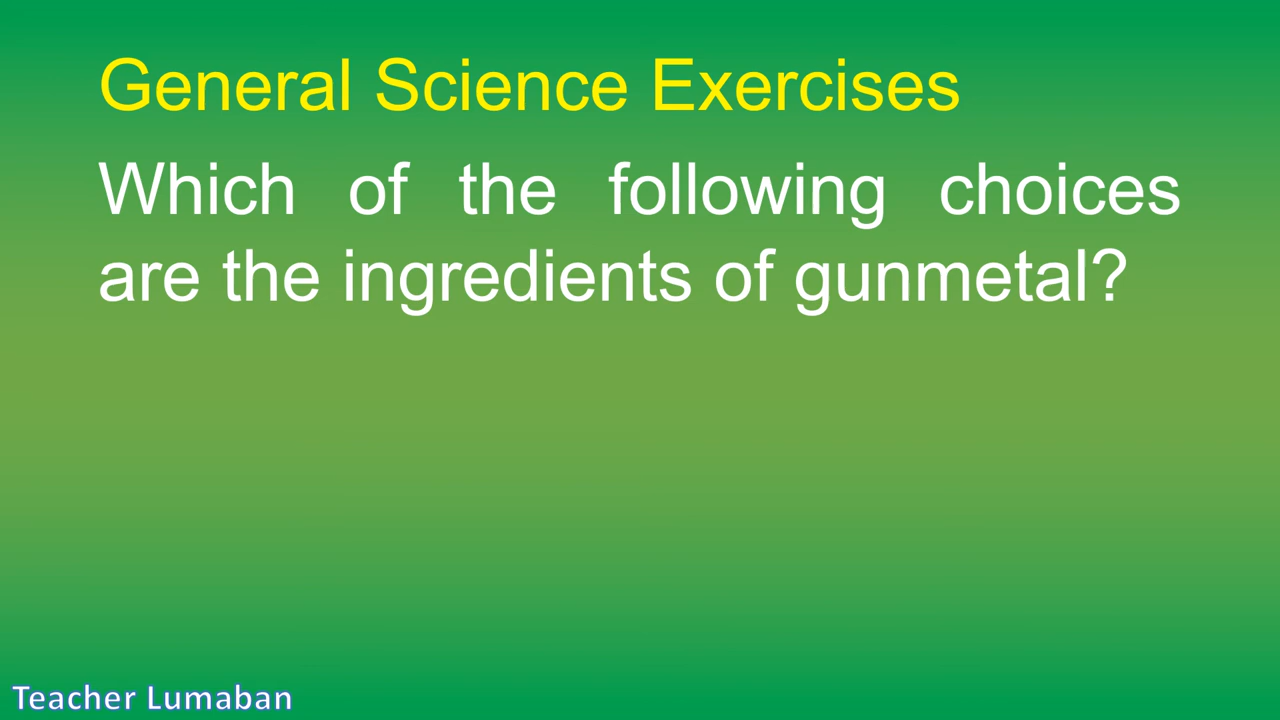 General Science Exercises
Which of the following choices
are the ingredients of gunmetal?
Teacher Lumaban